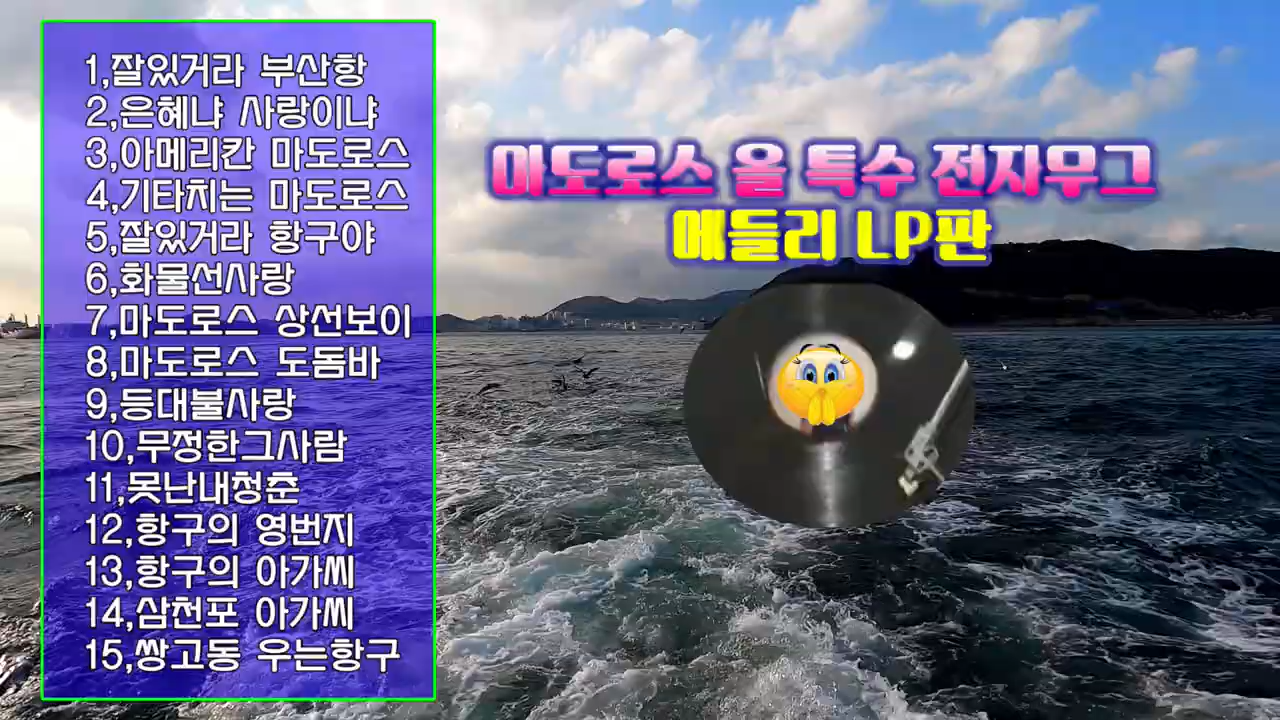 1,잘있거라 부산항
2,은혜냐 사랑이냐
3,아메리칸 마도로스
4,기타치는 마도로스
5,잘있거라 항구야
6,화물선사랑
7,마도로스 상선보이
8,마도로스 도돔바
9,등대불사랑
10,무정한그사람
11,못난내청춘
12,항구의 영번지
13,항구의 아가씨
14,삼천포 아가씨
15,쌍고동 우는항구
마도로스 올 특수 전자무그
메들리 LP판